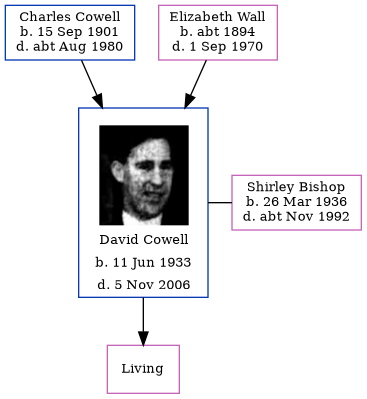 Charles Cowell
b. 15 Sep 1901
d. abt Aug 1980
Elizabeth Wall
b. abt 1894
d. 1 Sep 1970
David Cowell
b. 11 Jun 1933
d. 5 Nov 2006
Shirley Bishop
b. 26 Mar 1936
d. abt Nov 1992
Living